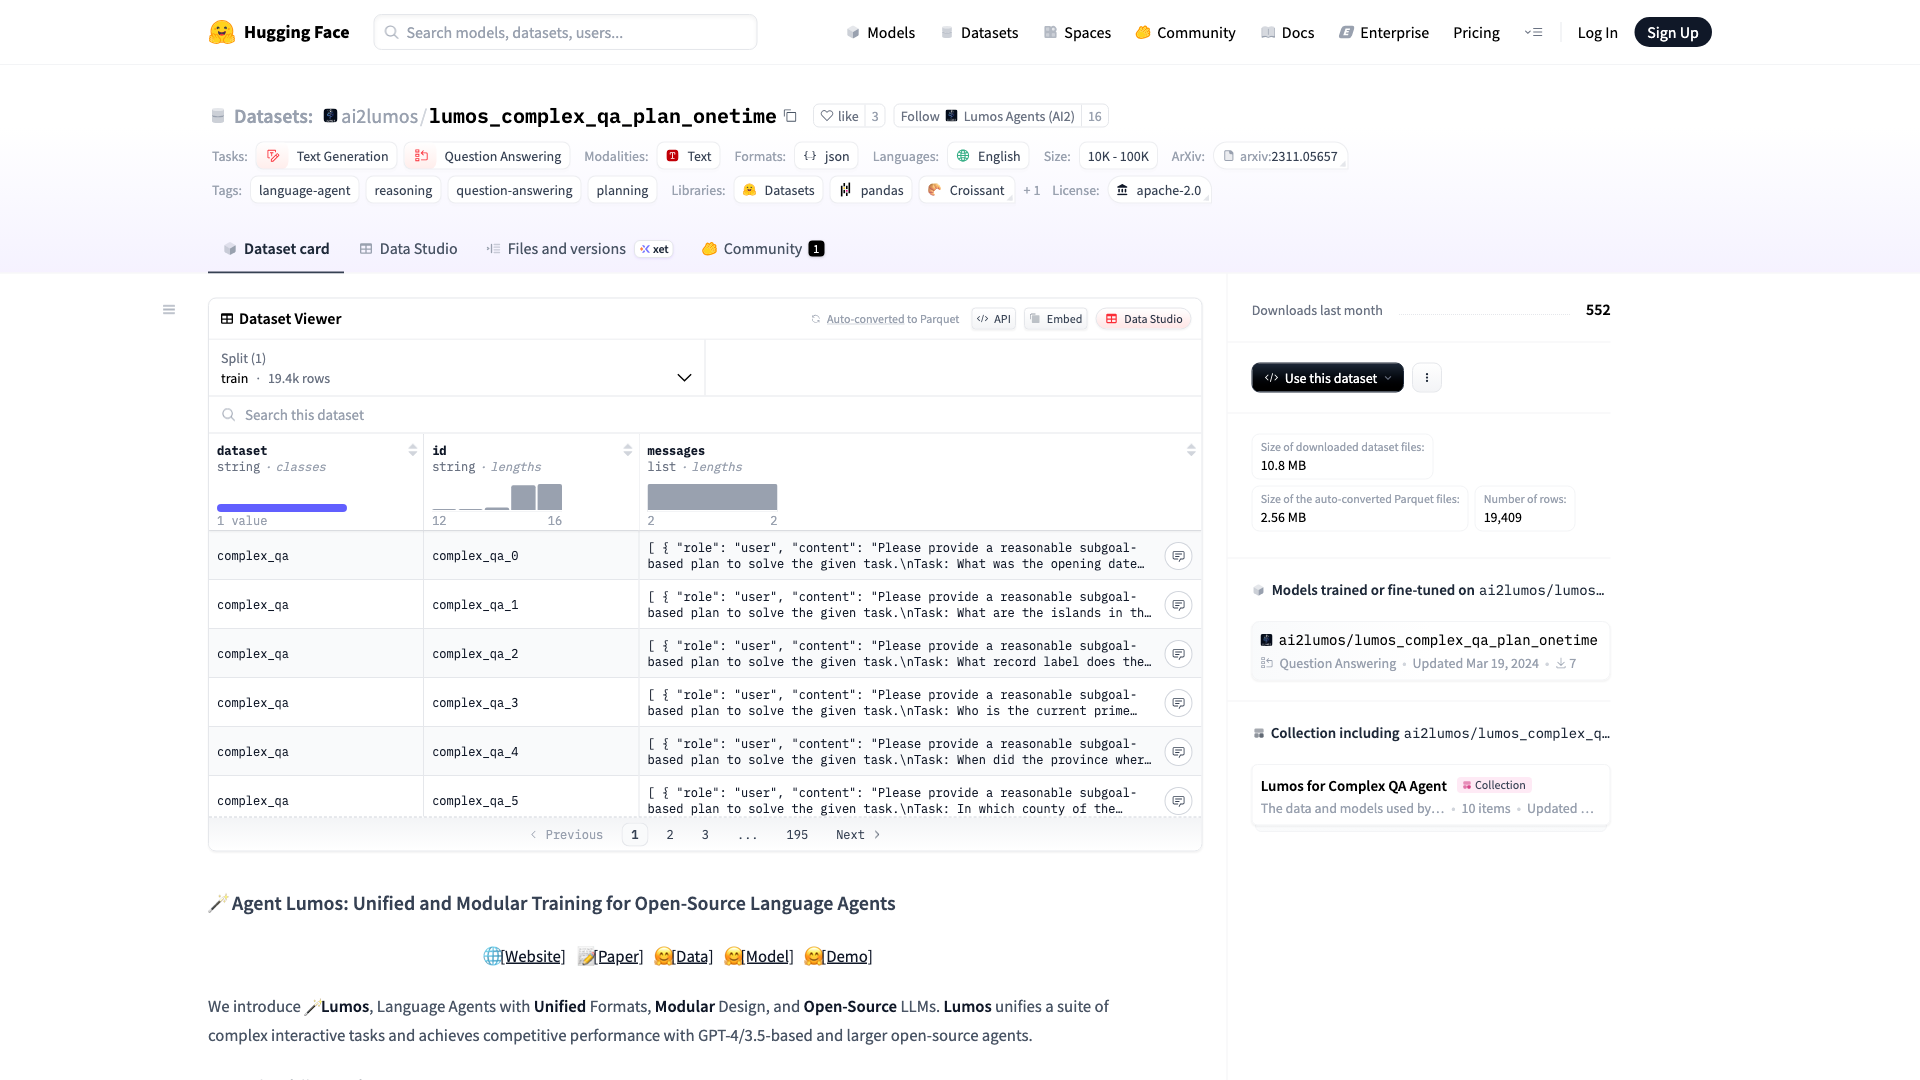 Hugging Face
Search models, datasets, users...
Models
Datasets
Spaces
Community
Docs
Enterprise
Pricing
Log In
Sign Up
Datasets: ai2lumos/lumos_complex_qa_plan_onetime
like 3
Follow Lumos Agents (AI2) 16
Tasks: Text Generation Question Answering Modalities: Text Formats: json Languages: English Size: 10K - 100K ArXiv: arxiv:2311.05657
Tags: language-agent reasoning question-answering planning Libraries: Datasets pandas Croissant + 1 License: apache-2.0
Dataset card
Data Studio
Files and versions xet
Community 1
Dataset Viewer
Auto-converted to Parquet
API
Embed
Data Studio
Split (1)
train · 19.4k rows
Search this dataset
dataset
string · classes
1 value
id
string · lengths
12 16
messages
list · lengths
2 2
complex_qa
complex_qa_0
[ { "role": "user", "content": "Please provide a reasonable subgoal-
based plan to solve the given task.\nTask: What was the opening date…
complex_qa
complex_qa_1
[ { "role": "user", "content": "Please provide a reasonable subgoal-
based plan to solve the given task.\nTask: What are the islands in th…
complex_qa
complex_qa_2
[ { "role": "user", "content": "Please provide a reasonable subgoal-
based plan to solve the given task.\nTask: What record label does the…
complex_qa
complex_qa_3
[ { "role": "user", "content": "Please provide a reasonable subgoal-
based plan to solve the given task.\nTask: Who is the current prime…
complex_qa
complex_qa_4
[ { "role": "user", "content": "Please provide a reasonable subgoal-
based plan to solve the given task.\nTask: When did the province wher…
complex_qa
complex_qa_5
[ { "role": "user", "content": "Please provide a reasonable subgoal-
based plan to solve the given task.\nTask: In which county of the…
Previous 1 2 3 ... 195 Next
🪄Agent Lumos: Unified and Modular Training for Open-Source Language Agents
🌐[Website] 📝[Paper] 🤗[Data] 🤗[Model] 🤗[Demo]
We introduce 🪄Lumos, Language Agents with Unified Formats, Modular Design, and Open-Source LLMs. Lumos unifies a suite of
complex interactive tasks and achieves competitive performance with GPT-4/3.5-based and larger open-source agents.
Downloads last month
552
Use this dataset
Size of downloaded dataset files:
10.8 MB
Size of the auto-converted Parquet files:
2.56 MB
Number of rows:
19,409
Models trained or fine-tuned on ai2lumos/lumos…
ai2lumos/lumos_complex_qa_plan_onetime
Question Answering • Updated Mar 19, 2024 • 7
Collection including ai2lumos/lumos_complex_q…
Lumos for Complex QA Agent Collection
The data and models used by… • 10 items • Updated …